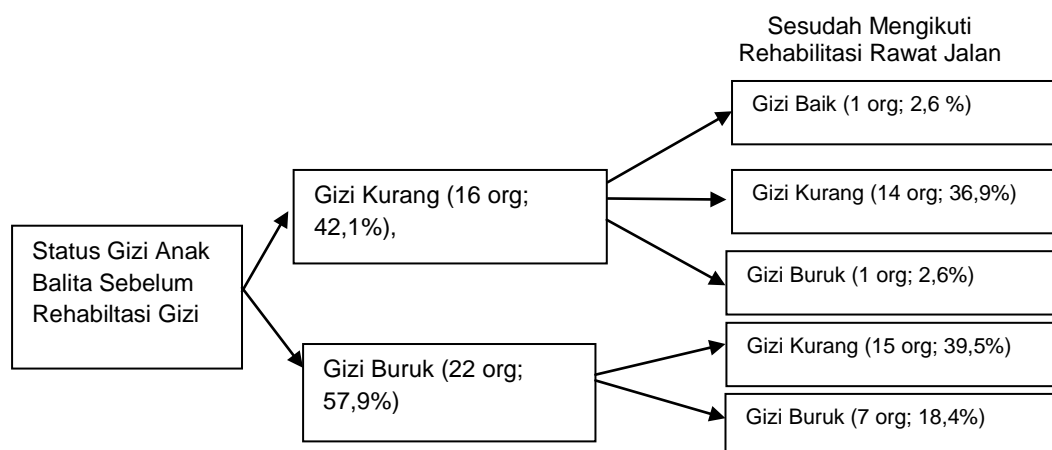 Sesudah Mengikuti
Rehabilitasi Rawat Jalan
Gizi Baik (1 org; 2,6 %)
Gizi Kurang (16 org;
42,1%),
Gizi Kurang (14 org; 36,9%)
Status Gizi Anak
Balita Sebelum
Rehabiltasi Gizi
Gizi Buruk (1 org; 2,6%)
Gizi Buruk (22 org;
57,9%)
Gizi Kurang (15 org; 39,5%)
Gizi Buruk (7 org; 18,4%)